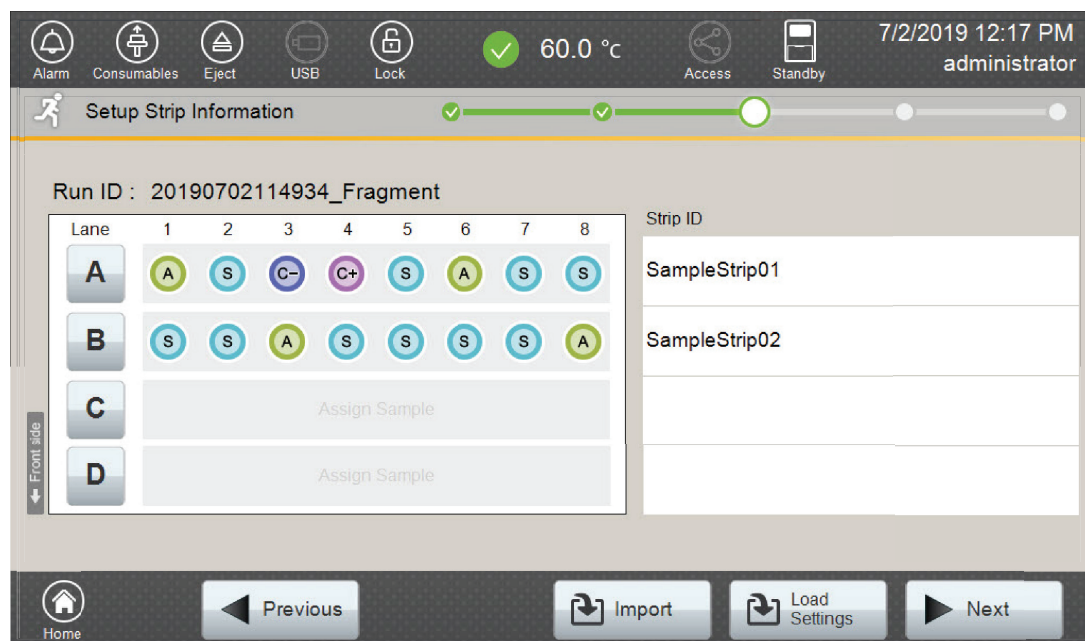 60.0 °c
7/2/2019 12:17 PM
administrator
Alarm Consumables Eject USB Lock Access Standby
Setup Strip Information
Run ID : 20190702114934_Fragment
Lane 1 2 3 4 5 6 7 8
Strip ID
A A S C- C+ S A S S
SampleStrip01
B S S A S S S S A
SampleStrip02
C Assign Sample
D Assign Sample
Front side
Home
Previous
Import
Load
Settings
Next